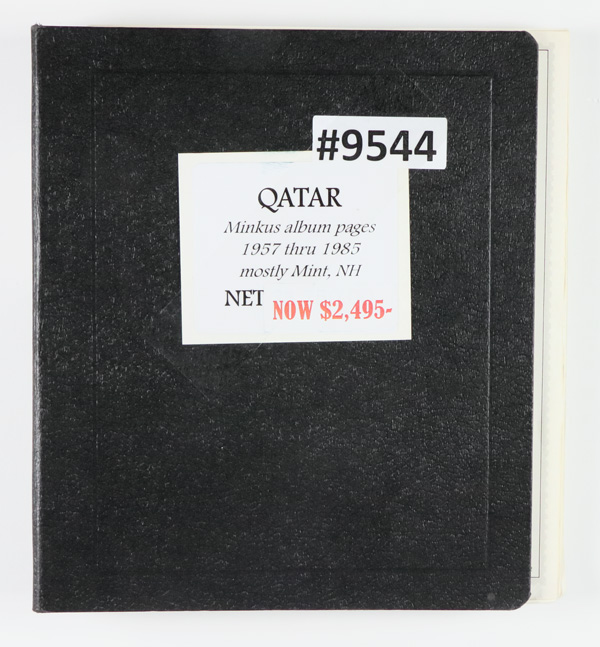 #9544
QATAR
Minkus album pages
1957 thru 1985
mostly Mint, NH
NET NOW $2,495-